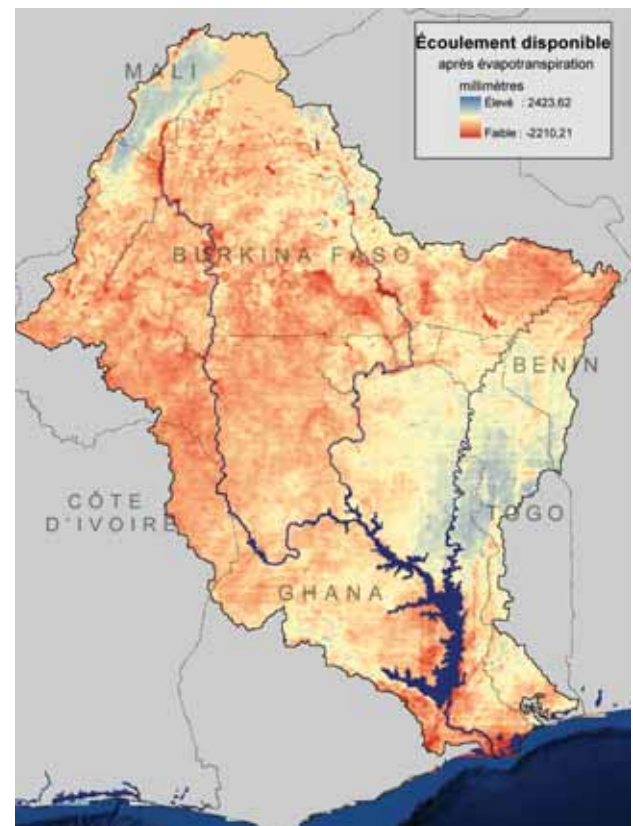 Écoulement disponible
après évapotranspiration
millimètres
Élevé : 2423,62
Faible : -2210,21
MALI
BURKINA FASO
BENIN
CÔTE
D'IVOIRE
TOGO
GHANA